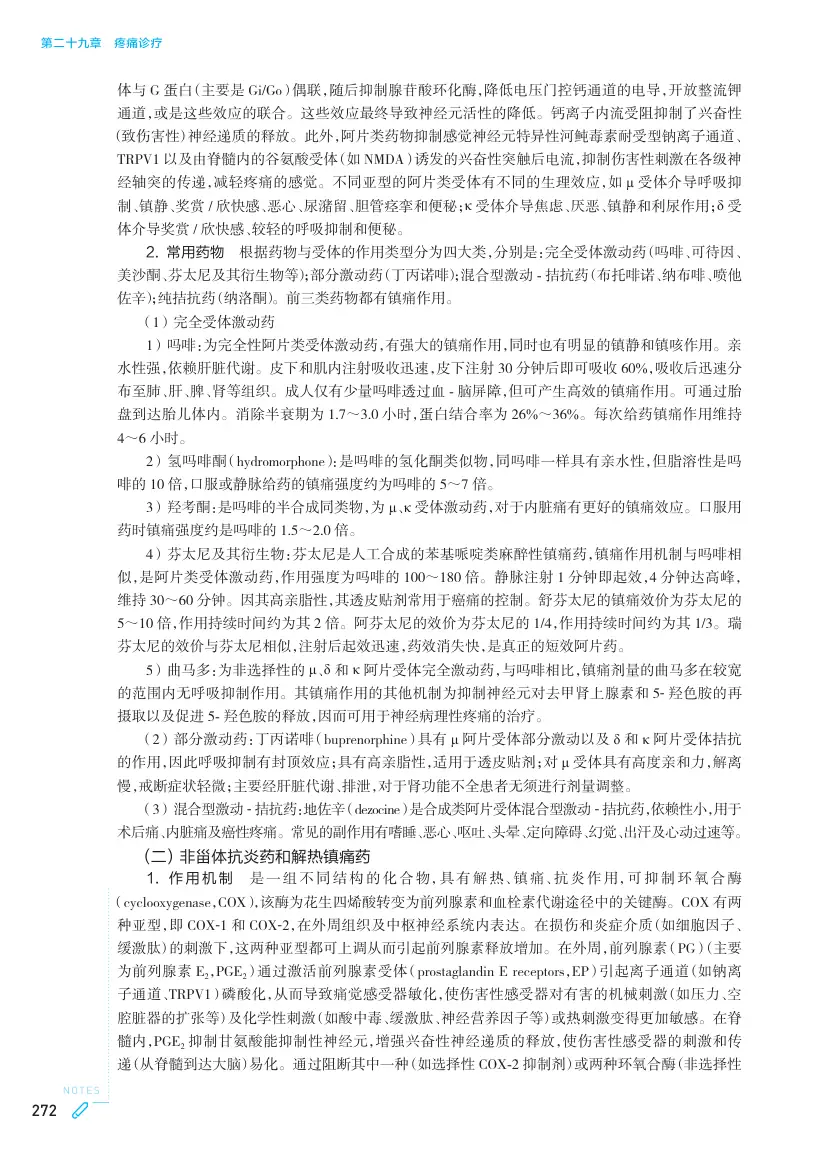 第二十九章 疼痛诊疗
体与 G 蛋白（主要是 Gi/Go）偶联，随后抑制腺苷酸环化酶，降低电压门控钙通道的电导，开放整流钾
通道，或是这些效应的联合。这些效应最终导致神经元活性的降低。钙离子内流受阻抑制了兴奋性
（致伤害性）神经递质的释放。此外，阿片类药物抑制感觉神经元特异性河鲀毒素耐受型钠离子通道、
TRPV1 以及由脊髓内的谷氨酸受体（如 NMDA）诱发的兴奋性突触后电流，抑制伤害性刺激在各级神
经轴突的传递，减轻疼痛的感觉。不同亚型的阿片类受体有不同的生理效应，如 μ 受体介导呼吸抑
制、镇静、奖赏 / 欣快感、恶心、尿潴留、胆管痉挛和便秘；κ 受体介导焦虑、厌恶、镇静和利尿作用；δ 受
体介导奖赏 / 欣快感、较轻的呼吸抑制和便秘。
2. 常用药物 根据药物与受体的作用类型分为四大类，分别是：完全受体激动药（吗啡、可待因、
美沙酮、芬太尼及其衍生物等）；部分激动药（丁丙诺啡）；混合型激动 - 拮抗药（布托啡诺、纳布啡、喷他
佐辛）；纯拮抗药（纳洛酮）。前三类药物都有镇痛作用。
（1）完全受体激动药
1）吗啡：为完全性阿片类受体激动药，有强大的镇痛作用，同时也有明显的镇静和镇咳作用。亲
水性强，依赖肝脏代谢。皮下和肌内注射吸收迅速，皮下注射 30 分钟后即可吸收 60%，吸收后迅速分
布至肺、肝、脾、肾等组织。成人仅有少量吗啡透过血 - 脑屏障，但可产生高效的镇痛作用。可通过胎
盘到达胎儿体内。消除半衰期为 1.7～3.0 小时，蛋白结合率为 26%～36%。每次给药镇痛作用维持
4～6 小时。
2）氢吗啡酮（hydromorphone）：是吗啡的氢化酮类似物，同吗啡一样具有亲水性，但脂溶性是吗
啡的 10 倍，口服或静脉给药的镇痛强度约为吗啡的 5～7 倍。
3）羟考酮：是吗啡的半合成同类物，为 μ、κ 受体激动药，对于内脏痛有更好的镇痛效应。口服用
药时镇痛强度约是吗啡的 1.5～2.0 倍。
4）芬太尼及其衍生物：芬太尼是人工合成的苯基哌啶类麻醉性镇痛药，镇痛作用机制与吗啡相
似，是阿片类受体激动药，作用强度为吗啡的 100～180 倍。静脉注射 1 分钟即起效，4 分钟达高峰，
维持 30～60 分钟。因其高亲脂性，其透皮贴剂常用于癌痛的控制。舒芬太尼的镇痛效价为芬太尼的
5～10 倍，作用持续时间约为其 2 倍。阿芬太尼的效价为芬太尼的 1/4，作用持续时间约为其 1/3。瑞
芬太尼的效价与芬太尼相似，注射后起效迅速，药效消失快，是真正的短效阿片药。
5）曲马多：为非选择性的 μ、δ 和 κ 阿片受体完全激动药，与吗啡相比，镇痛剂量的曲马多在较宽
的范围内无呼吸抑制作用。其镇痛作用的其他机制为抑制神经元对去甲肾上腺素和 5- 羟色胺的再
摄取以及促进 5- 羟色胺的释放，因而可用于神经病理性疼痛的治疗。
（2）部分激动药：丁丙诺啡（buprenorphine）具有 μ 阿片受体部分激动以及 δ 和 κ 阿片受体拮抗
的作用，因此呼吸抑制有封顶效应；具有高亲脂性，适用于透皮贴剂；对 μ 受体具有高度亲和力，解离
慢，戒断症状轻微；主要经肝脏代谢、排泄，对于肾功能不全患者无须进行剂量调整。
（3）混合型激动 - 拮抗药：地佐辛（dezocine）是合成类阿片受体混合型激动 - 拮抗药，依赖性小，用于
术后痛、内脏痛及癌性疼痛。常见的副作用有嗜睡、恶心、呕吐、头晕、定向障碍、幻觉、出汗及心动过速等。
（二）非甾体抗炎药和解热镇痛药
1. 作用机制 是一组不同结构的化合物，具有解热、镇痛、抗炎作用，可抑制环氧合酶
（cyclooxygenase，COX），该酶为花生四烯酸转变为前列腺素和血栓素代谢途径中的关键酶。COX 有两
种亚型，即 COX-1 和 COX-2，在外周组织及中枢神经系统内表达。在损伤和炎症介质（如细胞因子、
缓激肽）的刺激下，这两种亚型都可上调从而引起前列腺素释放增加。在外周，前列腺素（PG）（主要
为前列腺素 E₂，PGE₂）通过激活前列腺素受体（prostaglandin E receptors，EP）引起离子通道（如钠离
子通道、TRPV1）磷酸化，从而导致痛觉感受器敏化，使伤害性感受器对有害的机械刺激（如压力、空
腔脏器的扩张等）及化学性刺激（如酸中毒、缓激肽、神经营养因子等）或热刺激变得更加敏感。在脊
髓内，PGE₂ 抑制甘氨酸能抑制性神经元，增强兴奋性神经递质的释放，使伤害性感受器的刺激和传
递（从脊髓到达大脑）易化。通过阻断其中一种（如选择性 COX-2 抑制剂）或两种环氧合酶（非选择性
NOTES
272